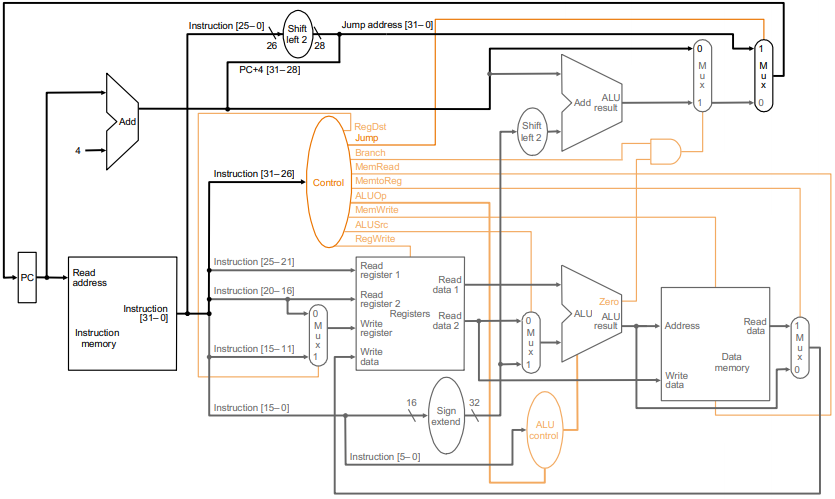 Instruction [25–0]
Shift
left 2
Jump address [31–0]
26
28
PC+4 [31–28]
0
M
u
x
1
1
M
u
x
0
Add
4
Add
ALU
result
Shift
left 2
RegDst
Jump
Branch
MemRead
MemtoReg
ALUOp
MemWrite
ALUSrc
RegWrite
Control
Instruction [31–26]
PC
Read
address
Instruction
[31–0]
Instruction
memory
Instruction [25–21]
Instruction [20–16]
Instruction [15–11]
Instruction [15–0]
Instruction [5–0]
0
M
u
x
1
Read
register 1
Read
register 2
Write
register
Write
data
Registers
Read
data 1
Read
data 2
0
M
u
x
1
Zero
ALU
ALU
result
Address
Write
data
Read
data
Data
memory
1
M
u
x
0
16
Sign
extend
32
ALU
control